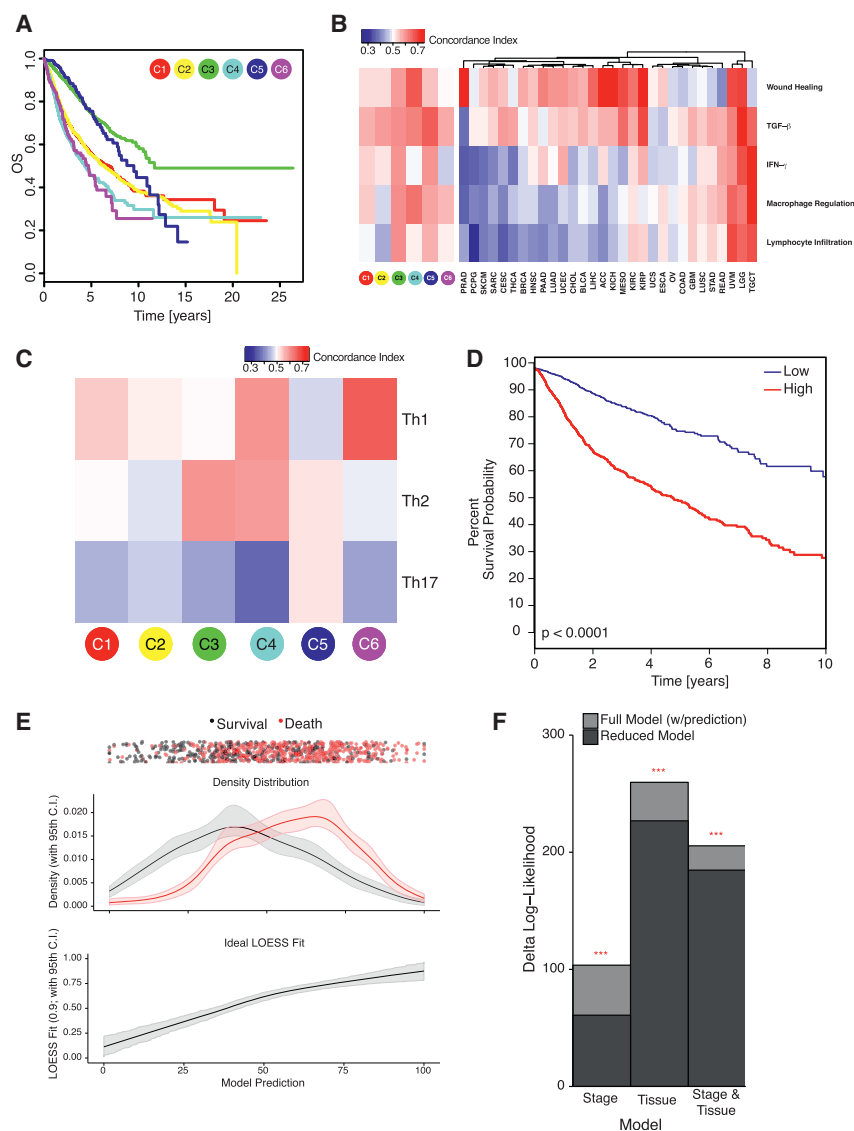 A
OS
1.0
0.8
0.6
0.4
0.2
0.0
C1 C2 C3 C4 C5 C6
0 5 10 15 20 25
Time [years]
B
0.3 0.5 0.7
Concordance Index
Wound Healing
TGF−β
IFN−γ
Macrophage Regulation
Lymphocyte Infiltration
C1 C2 C3 C4 C5 C6
PRAD PCPG SKCM SARC CESC THCA BRCA HNSC PAAD LUAD UCEC CHOL BLCA LIHC ACC KICH MESO KIRC KIRP UCS ESCA OV COAD GBM LUSC STAD READ UVM LGG TGCT
C
0.3 0.5 0.7
Concordance Index
Th1
Th2
Th17
C1 C2 C3 C4 C5 C6
D
Percent
Survival Probability
100
90
80
70
60
50
40
30
20
10
0
Low
High
p < 0.0001
0 2 4 6 8 10
Time [years]
E
Survival Death
Density Distribution
Density (with 95th C.I.)
0.020
0.015
0.010
0.005
0.000
Ideal LOESS Fit
LOESS Fit (0.9; with 95th C.I.)
1.00
0.75
0.50
0.25
0.00
0 25 50 75 100
Model Prediction
F
Full Model (w/prediction)
Reduced Model
Delta Log−Likelihood
300
200
100
0
***
***
***
Stage Tissue Stage &
Tissue
Model